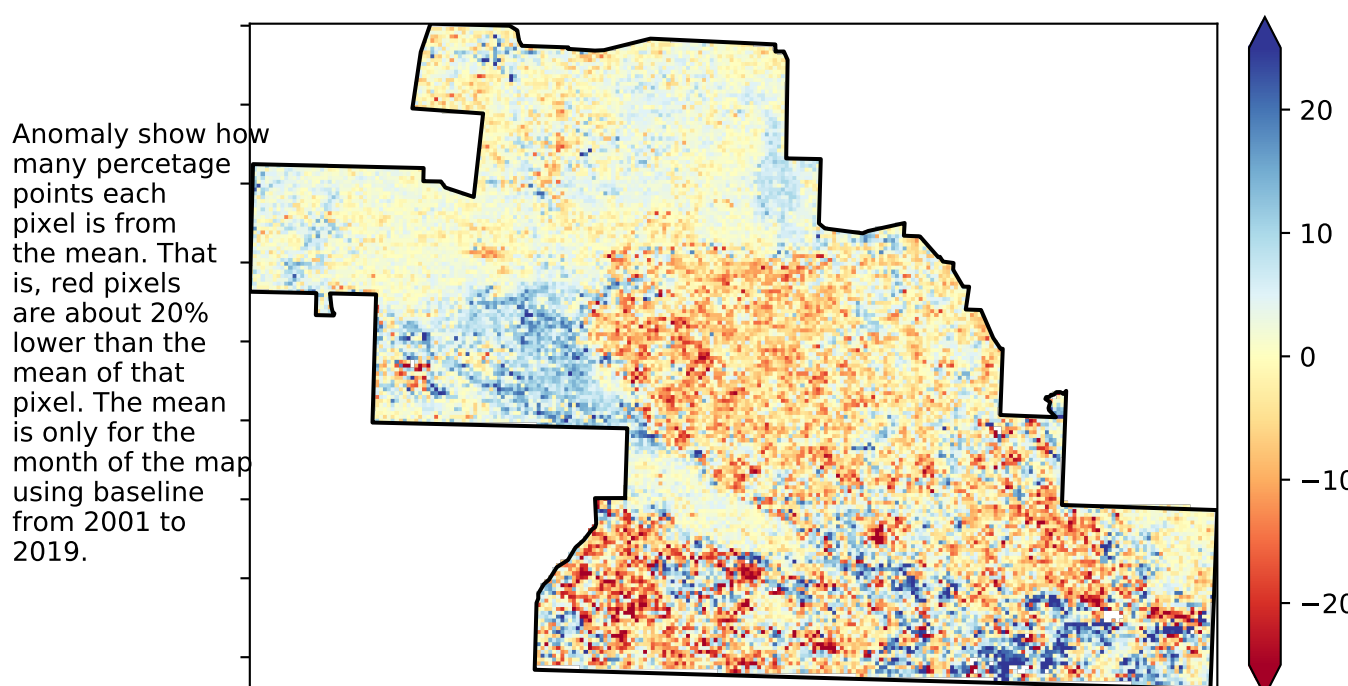 Anomaly show how
many percetage
points each
pixel is from
the mean. That
is, red pixels
are about 20%
lower than the
mean of that
pixel. The mean
is only for the
month of the map
using baseline
from 2001 to
2019.
20
10
0
−10
−20